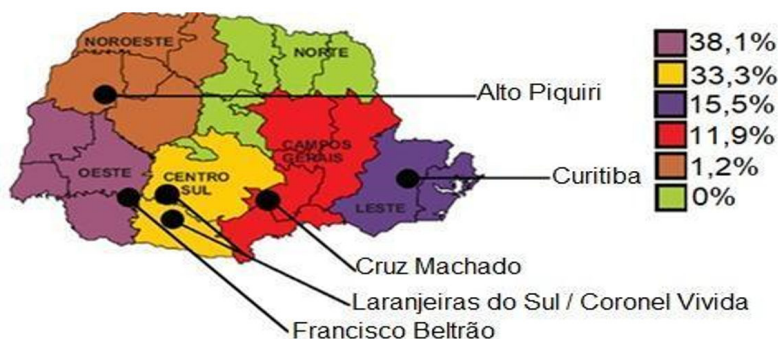 NOROESTE
NORTE
Alto Piquiri
OESTE
CENTRO
SUL
CAMPOS
GERAIS
LESTE
Curitiba
Cruz Machado
Laranjeiras do Sul / Coronel Vivida
Francisco Beltrão
38,1%
33,3%
15,5%
11,9%
1,2%
0%